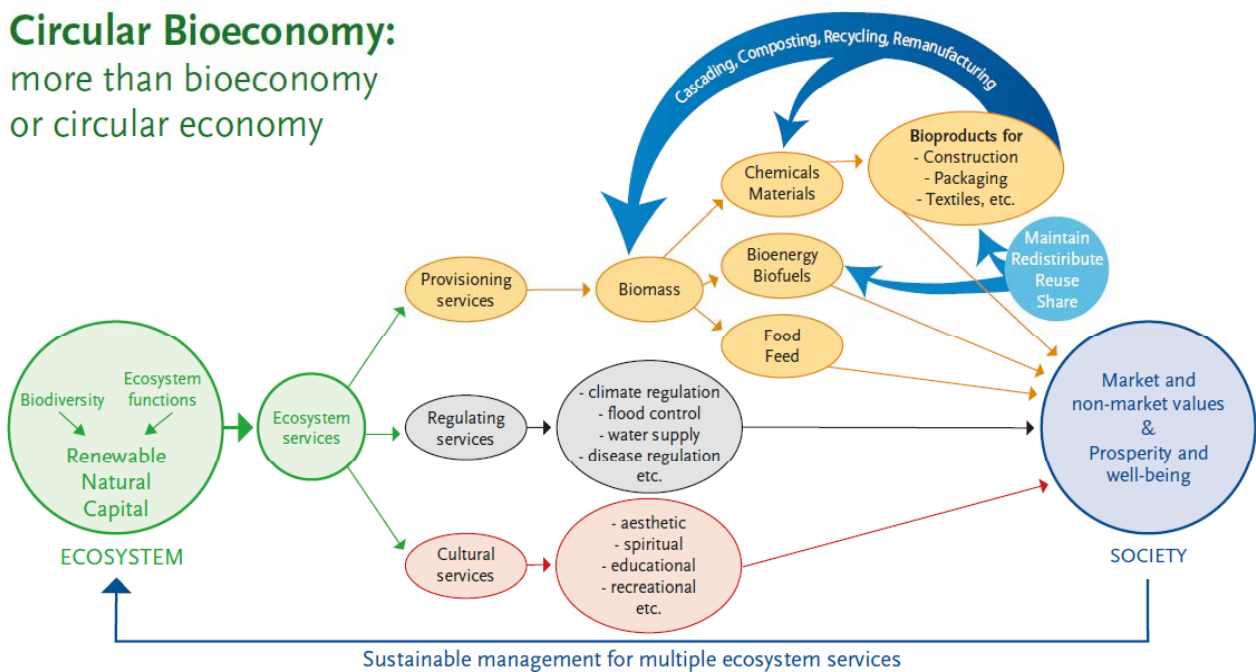 Circular Bioeconomy:
more than bioeconomy
or circular economy
Cascading, Composting, Recycling, Remanufacturing
Bioproducts for
- Construction
- Packaging
- Textiles, etc.
Chemicals
Materials
Maintain
Redistiribute
Reuse
Share
Bioenergy
Biofuels
Provisioning
services
Biomass
Food
Feed
Biodiversity
Ecosystem
functions
Renewable
Natural
Capital
ECOSYSTEM
Ecosystem
services
Regulating
services
- climate regulation
- flood control
- water supply
- disease regulation
etc.
Market and
non-market values
&
Prosperity and
well-being
SOCIETY
Cultural
services
- aesthetic
- spiritual
- educational
- recreational
etc.
Sustainable management for multiple ecosystem services